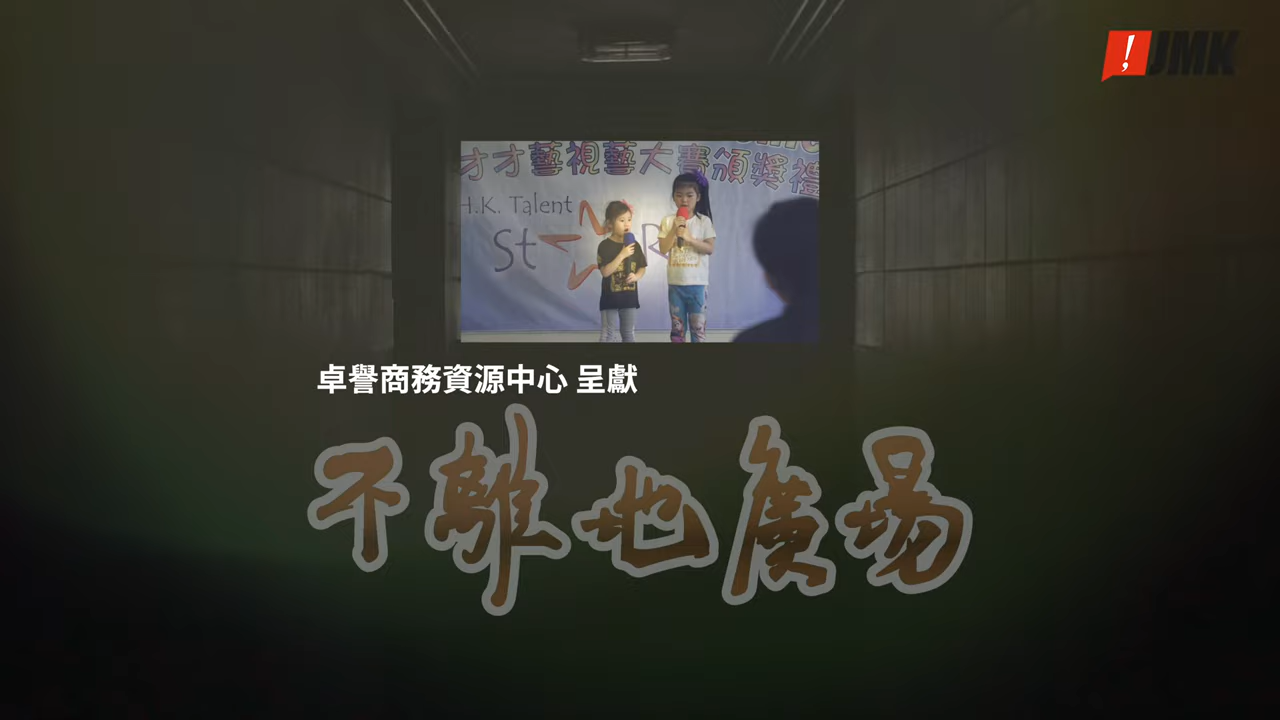 !JMK
才才藝視藝大賽頒獎禮
H.K. Talent
St R
卓譽商務資源中心 呈獻
不離地廣場